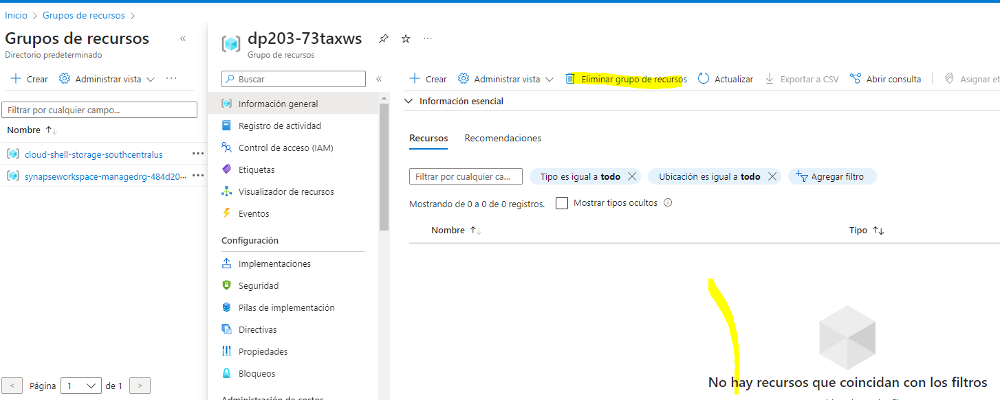 Inicio > Grupos de recursos >
Grupos de recursos «
Directorio predeterminado
+ Crear Administrar vista ···
Filtrar por cualquier campo...
Nombre ↑↓
cloud-shell-storage-southcentralus ···
synapseworkspace-managedrg-484d20... ···
< Página 1 de 1 >
dp203-73taxws ···
Grupo de recursos
Buscar «
Información general
Registro de actividad
Control de acceso (IAM)
Etiquetas
Visualizador de recursos
Eventos
Configuración
Implementaciones
Seguridad
Pilas de implementación
Directivas
Propiedades
Bloqueos
Administración de costos
+ Crear Administrar vista Eliminar grupo de recursos Actualizar Exportar a CSV Abrir consulta Asignar et
Información esencial
Recursos Recomendaciones
Filtrar por cualquier ca... Tipo es igual a todo Ubicación es igual a todo Agregar filtro
Mostrando de 0 a 0 de 0 registros. Mostrar tipos ocultos
Nombre ↑↓ Tipo ↑↓
No hay recursos que coincidan con los filtros